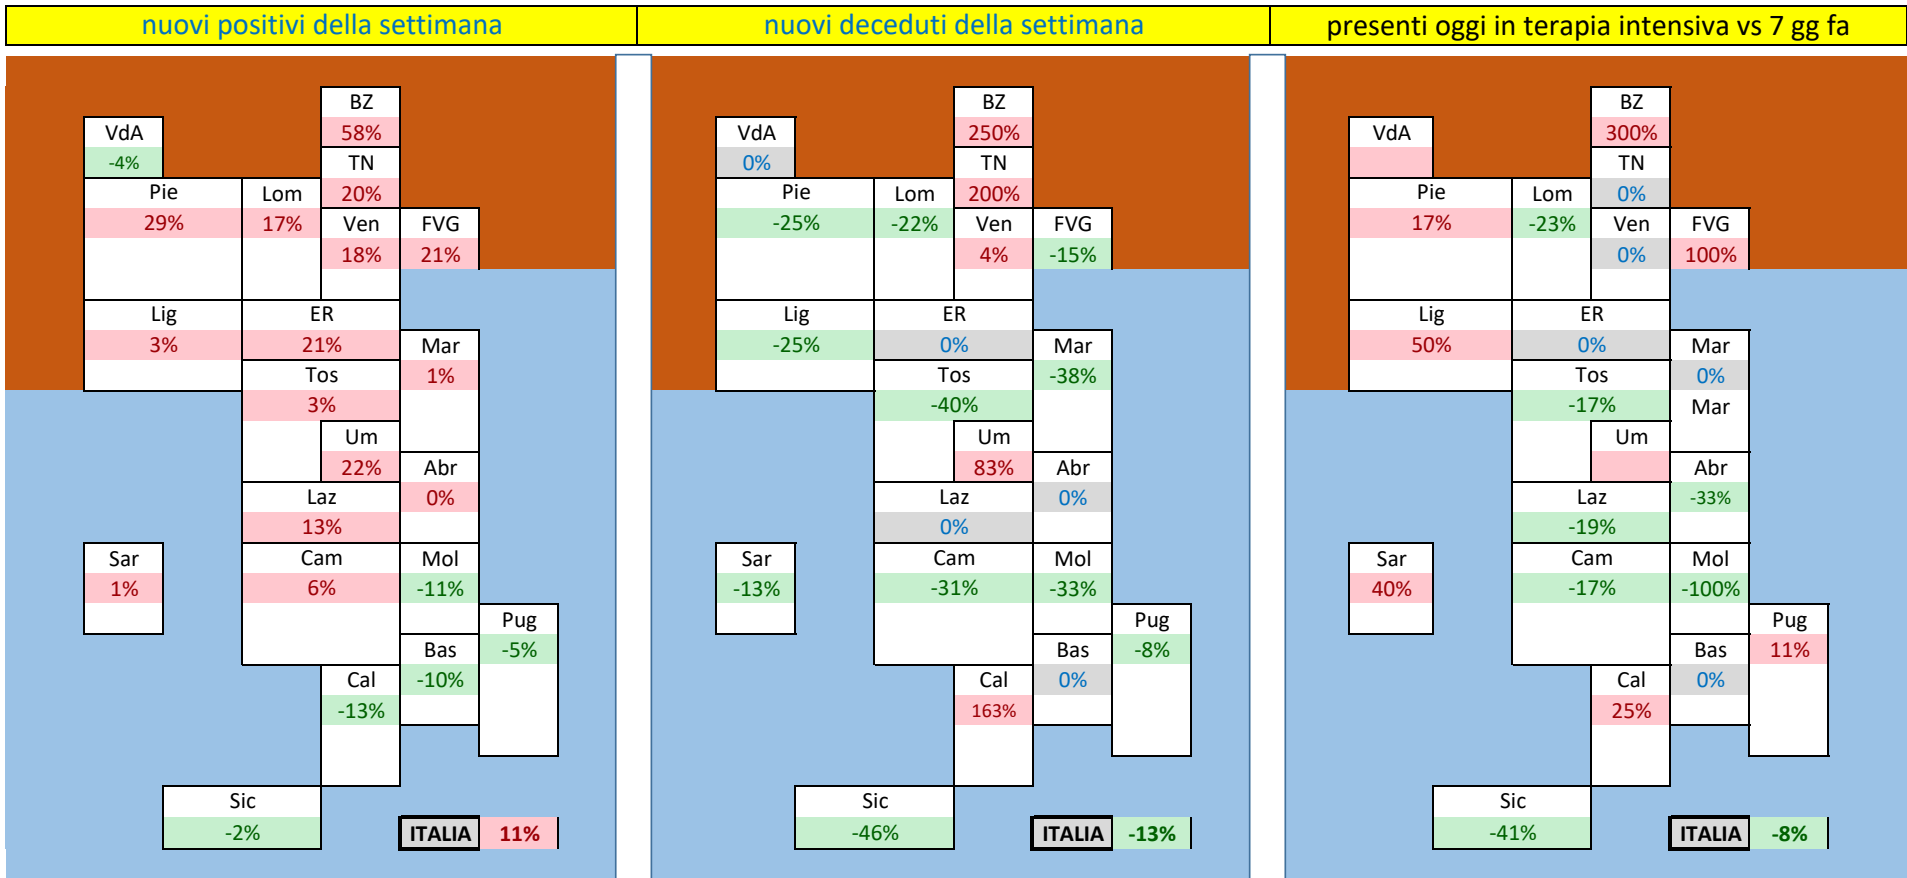 nuovi positivi della settimana
BZ
VdA 58%
-4% TN
Pie Lom 20%
29% 17% Ven FVG
18% 21%
Lig ER
3% 21% Mar
Tos 1%
3%
Um
22% Abr
Laz 0%
13%
Sar Cam Mol
1% 6% -11%
Pug
Bas -5%
Cal -10%
-13%
Sic
-2% ITALIA 11%
nuovi deceduti della settimana
BZ
VdA 250%
0% TN
Pie Lom 200%
-25% -22% Ven FVG
4% -15%
Lig ER
-25% 0% Mar
Tos -38%
-40%
Um
83% Abr
Laz 0%
0%
Sar Cam Mol
-13% -31% -33%
Pug
Bas -8%
Cal 0%
163%
Sic
-46% ITALIA -13%
presenti oggi in terapia intensiva vs 7 gg fa
BZ
VdA 300%
TN
Pie Lom 0%
17% -23% Ven FVG
0% 100%
Lig ER
50% 0% Mar
Tos 0%
-17% Mar
Um
Abr
Laz -33%
-19%
Sar Cam Mol
40% -17% -100%
Pug
Bas 11%
Cal 0%
25%
Sic
-41% ITALIA -8%